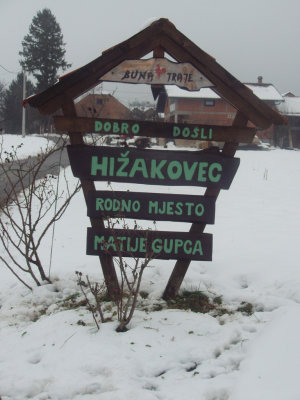 BUNA TRAJE
DOBRO DOŠLI
HIŽAKOVEC
RODNO MJESTO
MATIJE GUPCA